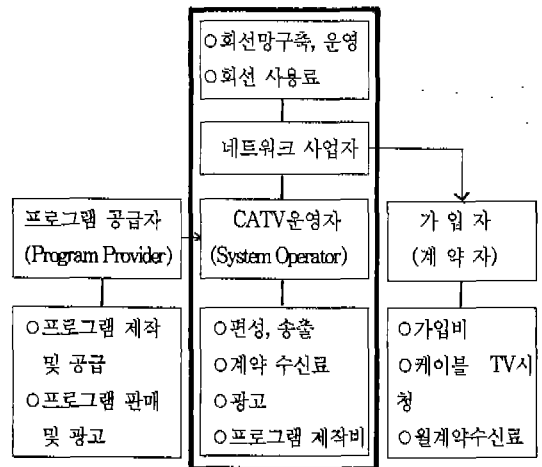 ○회선망구축, 운영
○회선 사용료
네트워크 사업자
프로그램 공급자
(Program Provider)
CATV운영자
(System Operator)
가 입 자
(계 약 자)
○프로그램 제작
및 공급
○프로그램 판매
및 광고
○편성, 송출
○계약 수신료
○광고
○프로그램 제작비
○가입비
○케이블 TV시
청
○월계약수신료